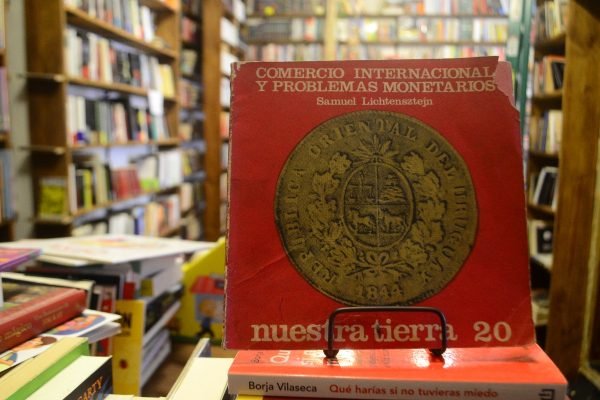 COMERCIO INTERNACIONAL
Y PROBLEMAS MONETARIOS
Samuel Lichtensztejn
REPUBLICA ORIENTAL DEL URUGUAY
1844
nuestra tierra 20
Borja Vilaseca Qué harías si no tuvieras miedo